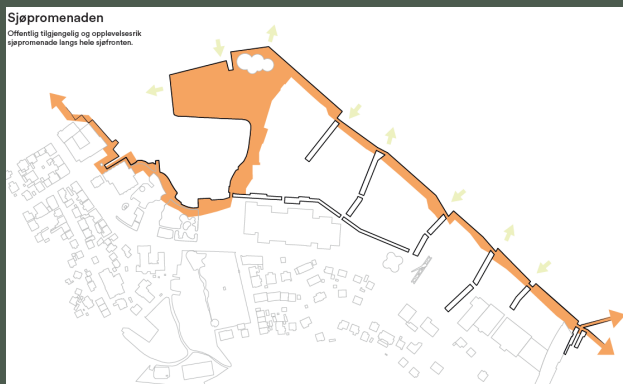 Sjøpromenaden
Offentlig tilgjengelig og opplevelsesrik
sjøpromenade langs hele sjøfronten.